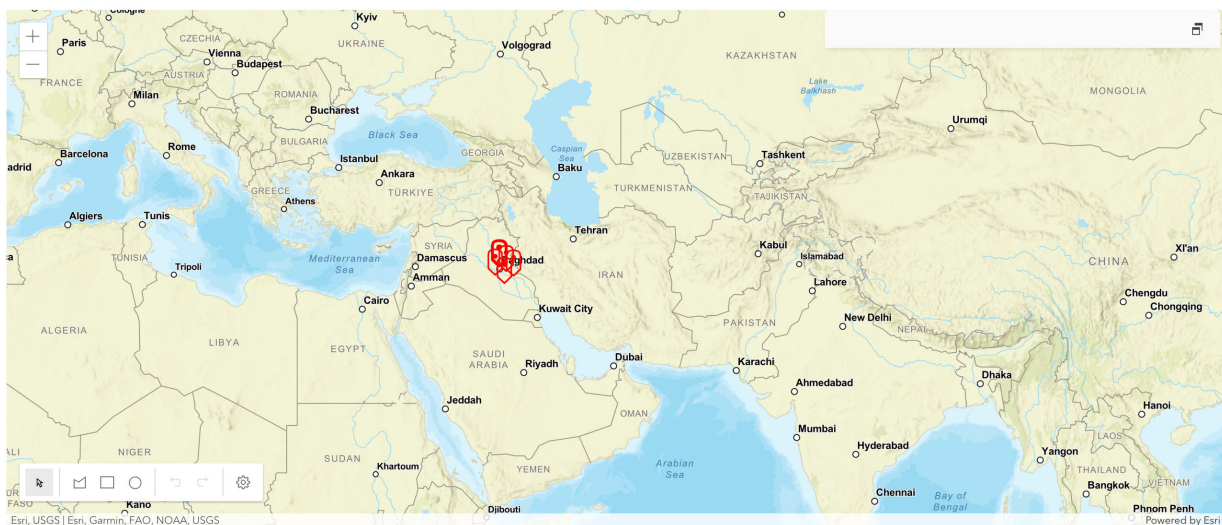 Cologne
Kyiv
Paris
CZECHIA
UKRAINE
Volgograd
Vienna
Budapest
KAZAKHSTAN
FRANCE
AUSTRIA
Lake
Balkhash
MONGOLIA
Milan
ROMANIA
Bucharest
Urumqi
Black Sea
BULGARIA
GEORGIA
Caspian
Sea
adrid
Barcelona
Rome
Istanbul
Baku
UZBEKISTAN
Tashkent
Ankara
TÜRKIYE
TURKMENISTAN
TAJIKISTAN
GREECE
Athens
Algiers
Tunis
Tehran
SYRIA
Kabul
XI'an
a
TUNISIA
Mediterranean
Sea
Damascus
ghdad
Islamabad
CHINA
Tripoli
Amman
IRAN
Lahore
Cairo
Kuwait City
Chengdu
Chongqing
ALGERIA
LIBYA
EGYPT
PAKISTAN
New Delhi
NEPAL
SAUDI
ARABIA
Riyadh
Dubai
Karachi
Dhaka
Ahmedabad
Jeddah
Hanoi
OMAN
Mumbai
LAOS
Hyderabad
ALI
NIGER
SUDAN
Khartoum
YEMEN
Arabian
Sea
Yangon
THAILAND
VIETNAM
Bangkok
FASO
Kano
Djibouti
Chennai
Bay of
Bengal
Phnom Penh
Esri, USGS | Esri, Garmin, FAO, NOAA, USGS
Powered by Esri